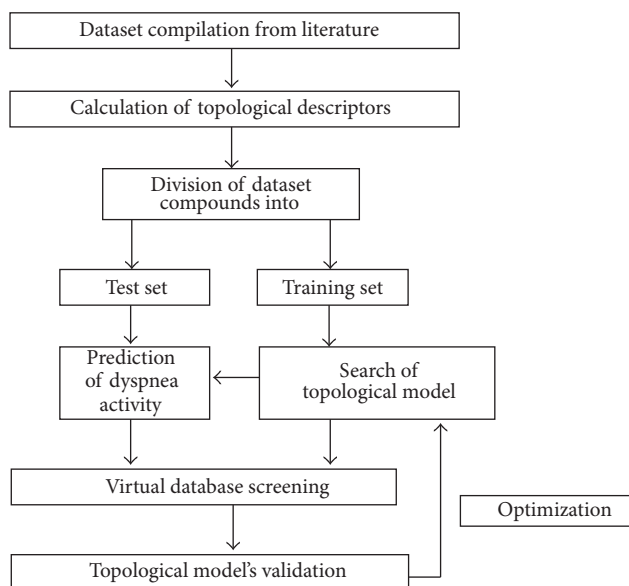 Dataset compilation from literature
Calculation of topological descriptors
Division of dataset
compounds into
Test set
Training set
Prediction
of dyspnea
activity
Search of
topological model
Virtual database screening
Optimization
Topological model's validation